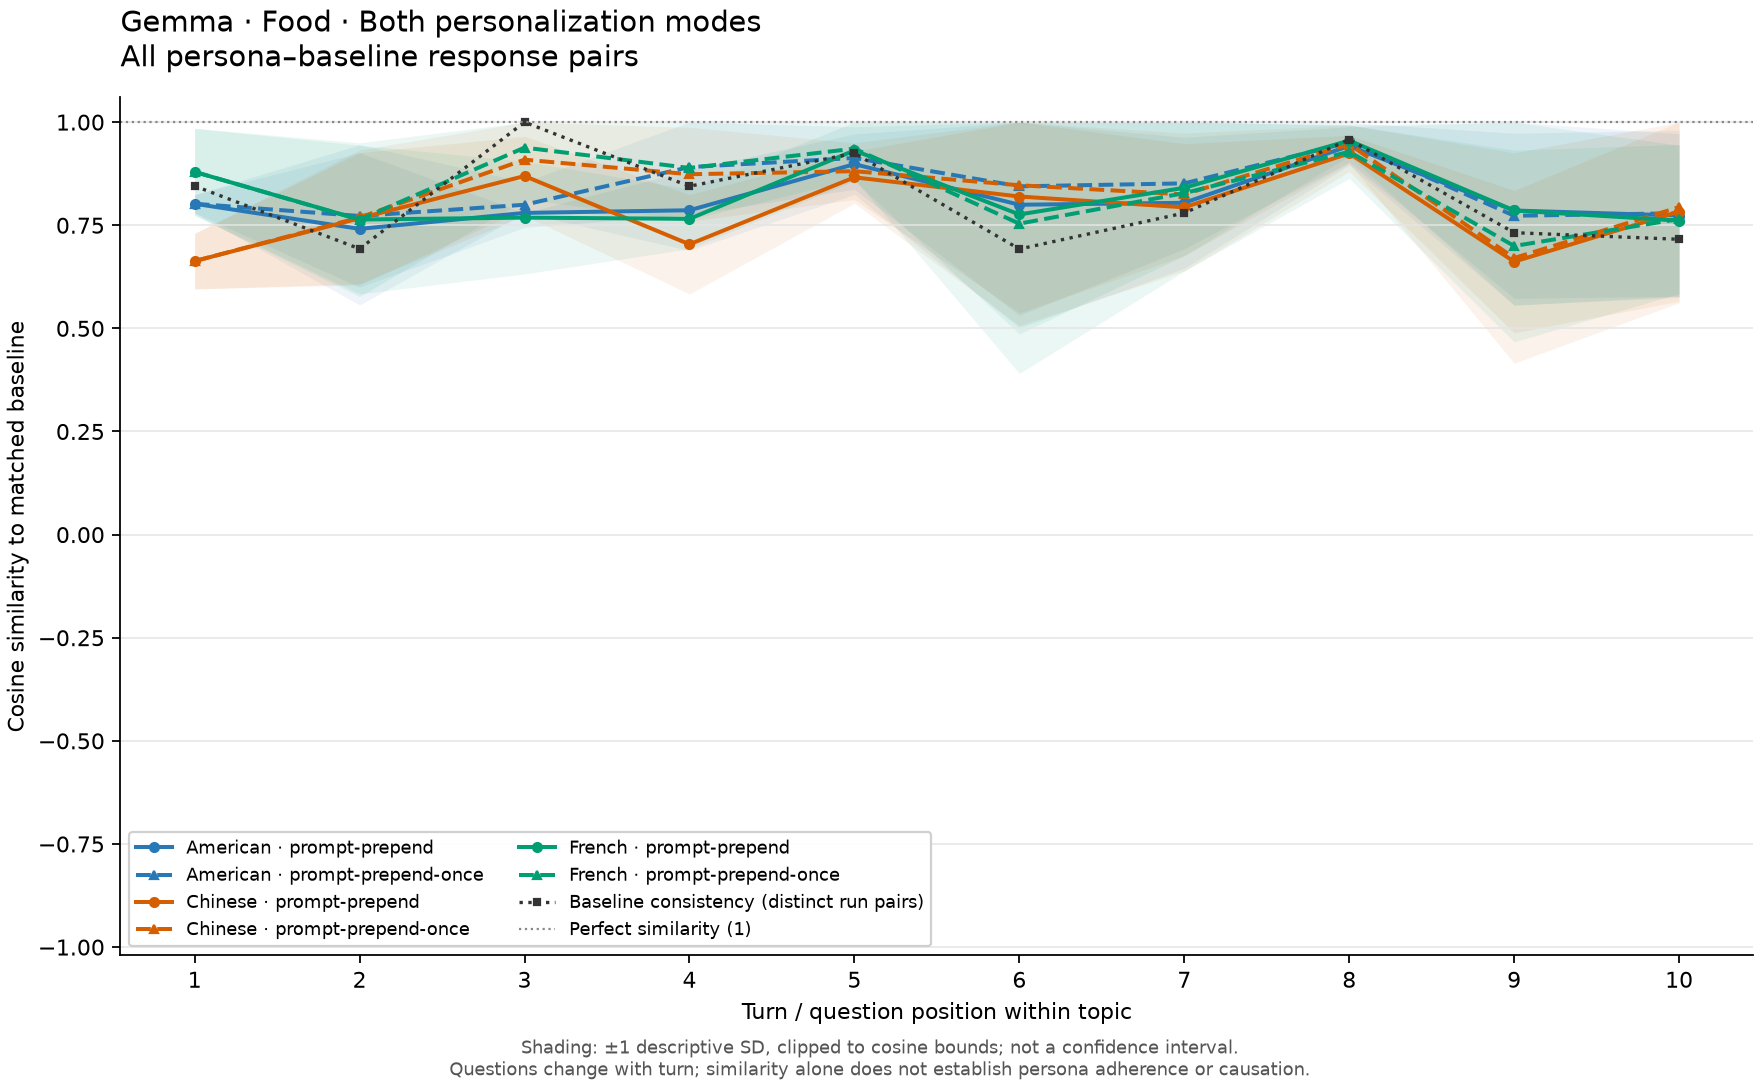 Gemma · Food · Both personalization modes
All persona–baseline response pairs
Cosine similarity to matched baseline
1.00
0.75
0.50
0.25
0.00
−0.25
−0.50
−0.75
−1.00
American · prompt-prepend
American · prompt-prepend-once
Chinese · prompt-prepend
Chinese · prompt-prepend-once
French · prompt-prepend
French · prompt-prepend-once
Baseline consistency (distinct run pairs)
Perfect similarity (1)
1 2 3 4 5 6 7 8 9 10
Turn / question position within topic
Shading: ±1 descriptive SD, clipped to cosine bounds; not a confidence interval.
Questions change with turn; similarity alone does not establish persona adherence or causation.